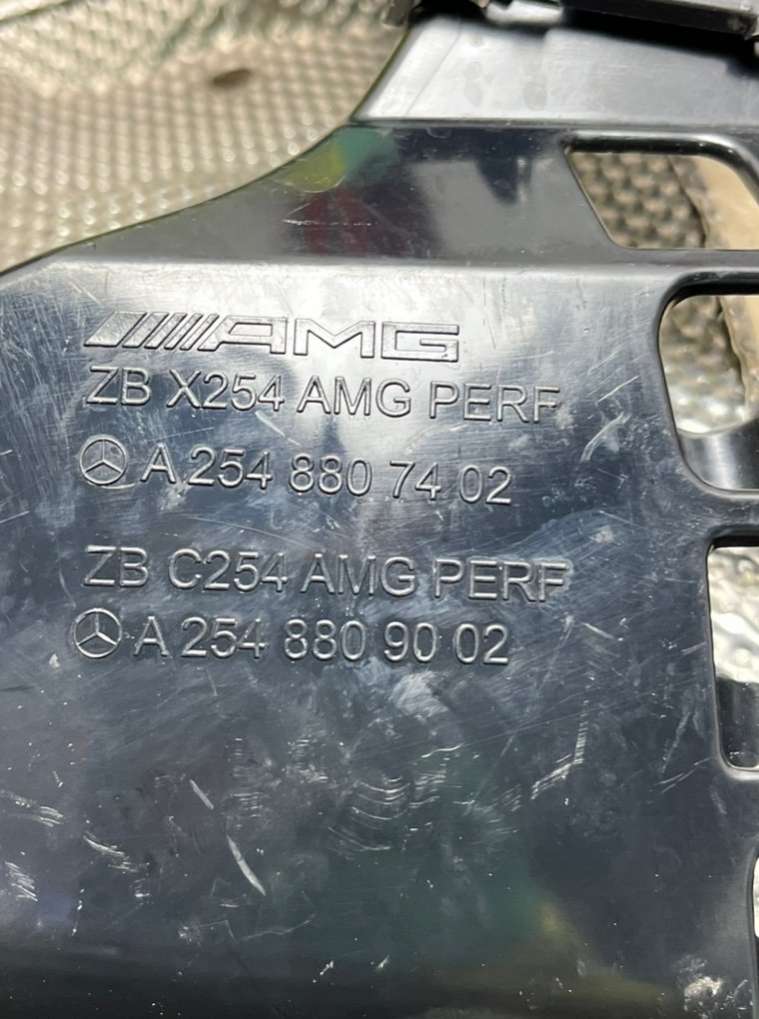 AMG
ZB X254 AMG PERF
A 254 880 74 02
ZB C254 AMG PERF
A 254 880 90 02